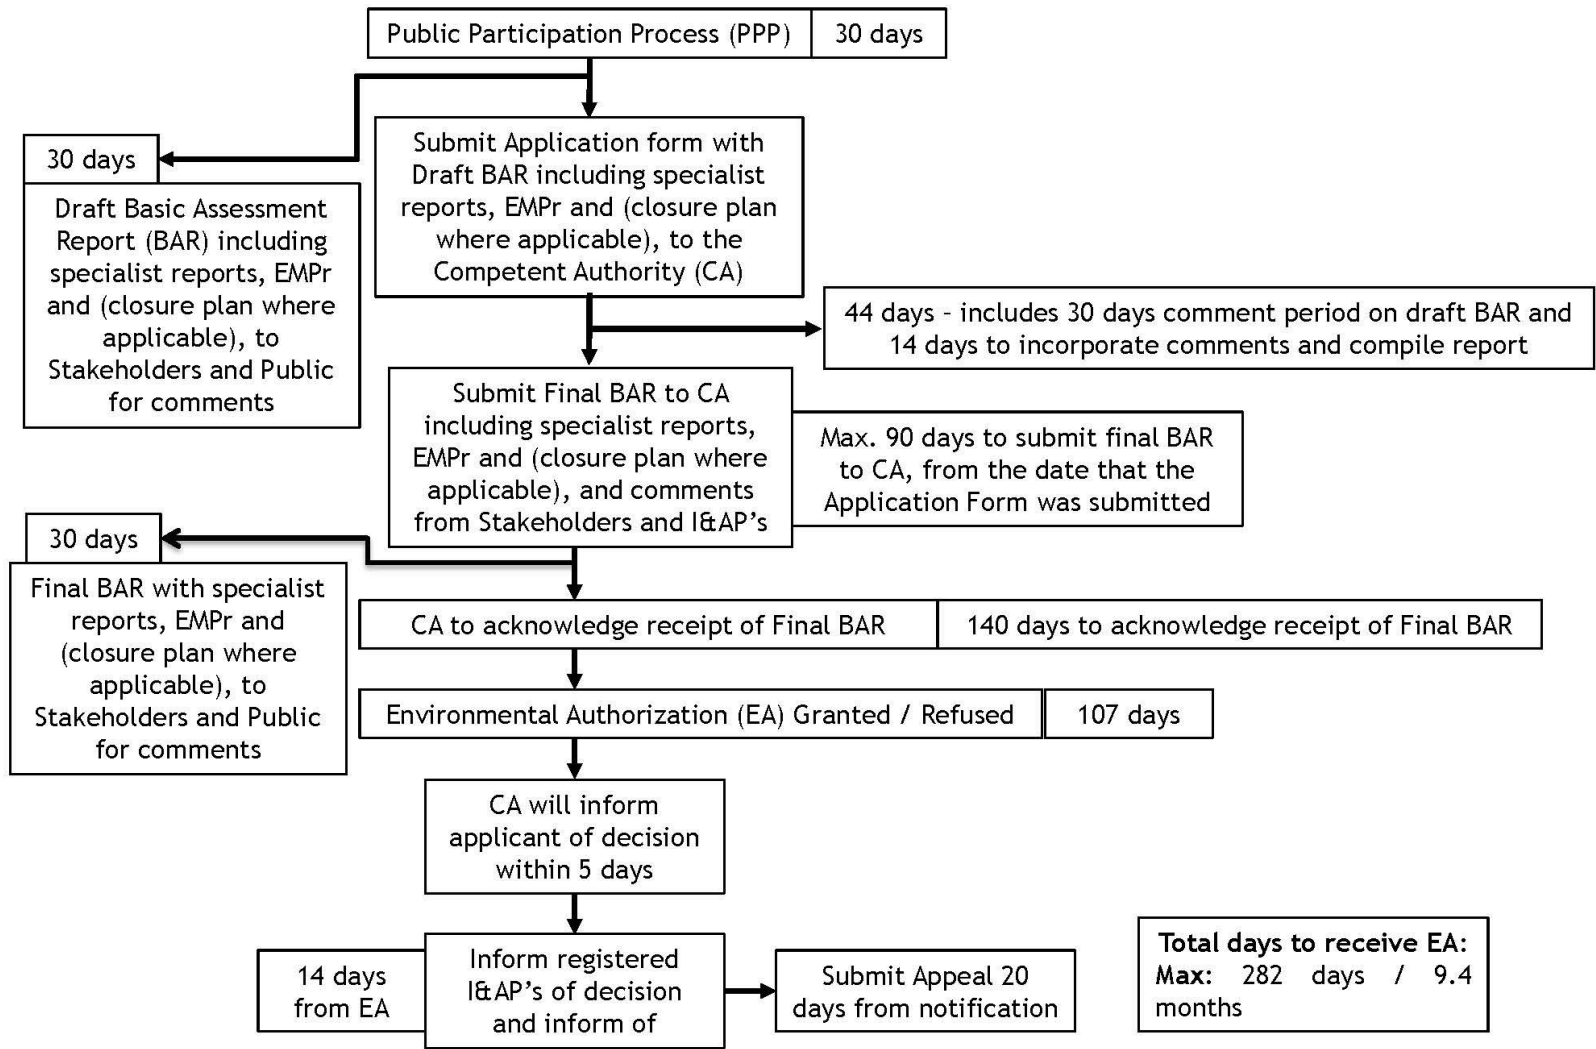 Public Participation Process (PPP)
30 days
30 days
Draft Basic Assessment
Report (BAR) including
specialist reports, EMPr
and (closure plan where
applicable), to
Stakeholders and Public
for comments
Submit Application form with
Draft BAR including specialist
reports, EMPr and (closure plan
where applicable), to the
Competent Authority (CA)
44 days - includes 30 days comment period on draft BAR and
14 days to incorporate comments and compile report
Submit Final BAR to CA
including specialist reports,
EMPr and (closure plan where
applicable), and comments
from Stakeholders and I&AP’s
Max. 90 days to submit final BAR
to CA, from the date that the
Application Form was submitted
30 days
Final BAR with specialist
reports, EMPr and
(closure plan where
applicable), to
Stakeholders and Public
for comments
CA to acknowledge receipt of Final BAR
140 days to acknowledge receipt of Final BAR
Environmental Authorization (EA) Granted / Refused
107 days
CA will inform
applicant of decision
within 5 days
14 days
from EA
Inform registered
I&AP’s of decision
and inform of
Submit Appeal 20
days from notification
Total days to receive EA:
Max: 282 days / 9.4
months